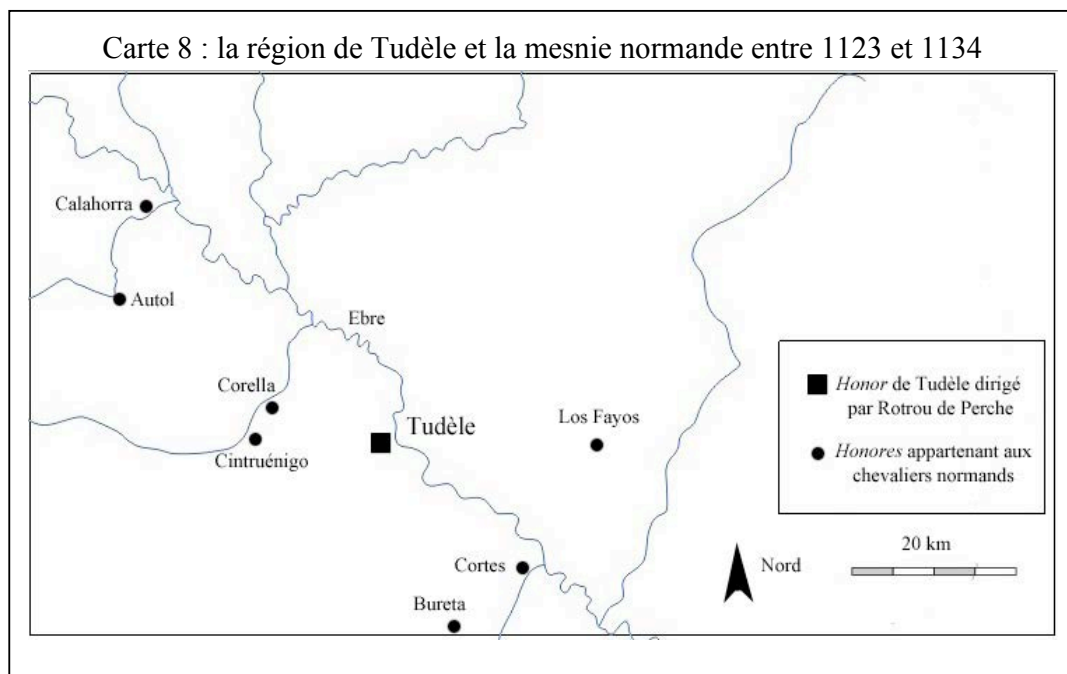 Carte 8 : la région de Tudèle et la mesnie normande entre 1123 et 1134
Calahorra
Autol
Ebre
Corella
Cintruénigo
Tudèle
Los Fayos
Honor de Tudèle dirigé
par Rotrou de Perche
Honores appartenant aux
chevaliers normands
20 km
Nord
Cortes
Bureta